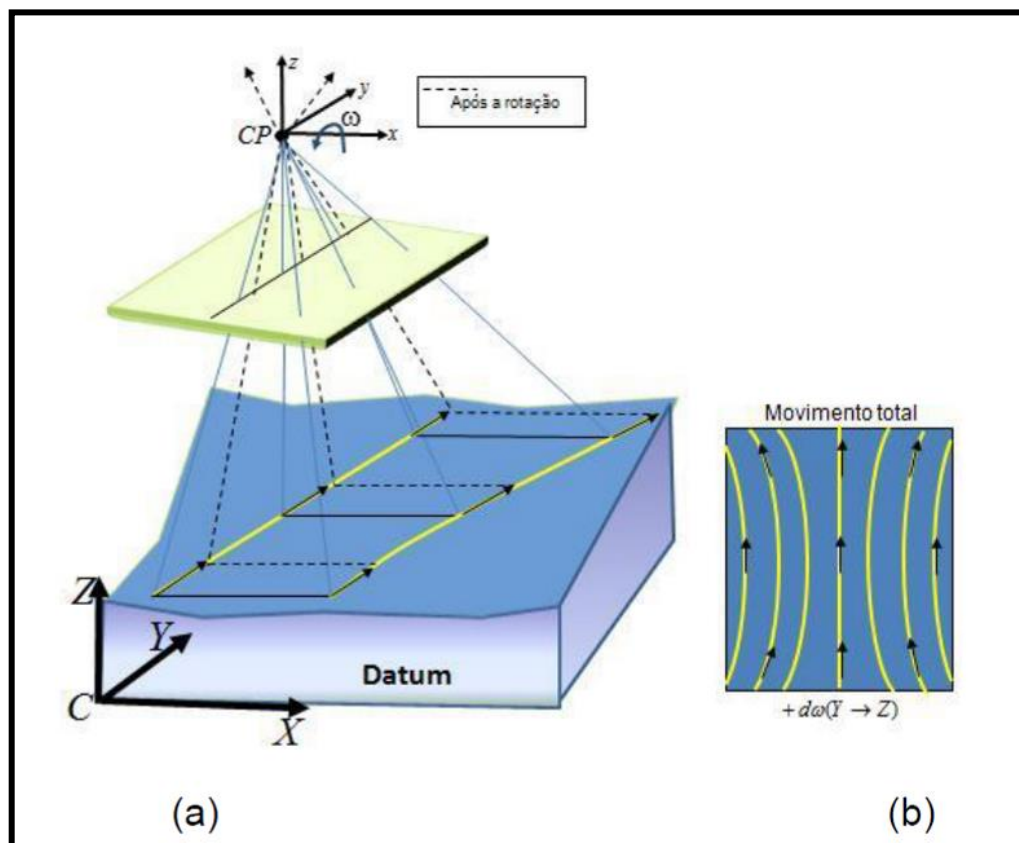 z
y
Após a rotação
ω
CP
x
Movimento total
Z
Y
Datum
C
X
+ dω(Y → Z)
(a)
(b)